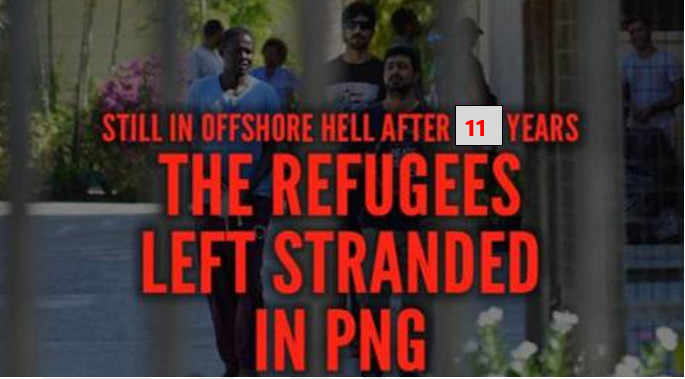 STILL IN OFFSHORE HELL AFTER 11 YEARS
THE REFUGEES
LEFT STRANDED
IN PNG